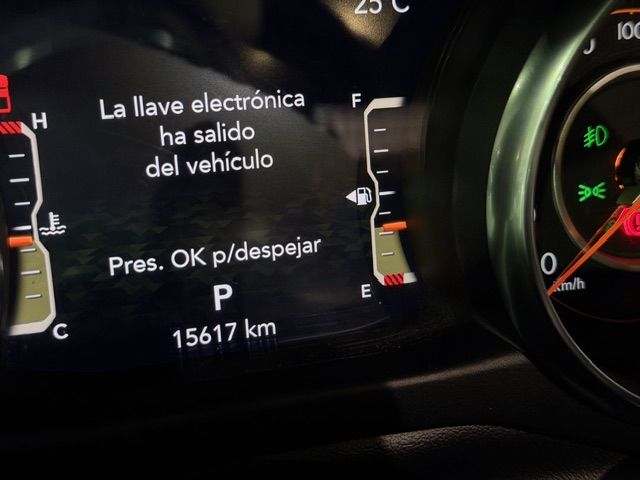 25°C
La llave electrónica
ha salido
del vehículo
H
F
Pres. OK p/despejar
P
15617 km
C
E
100
0
km/h